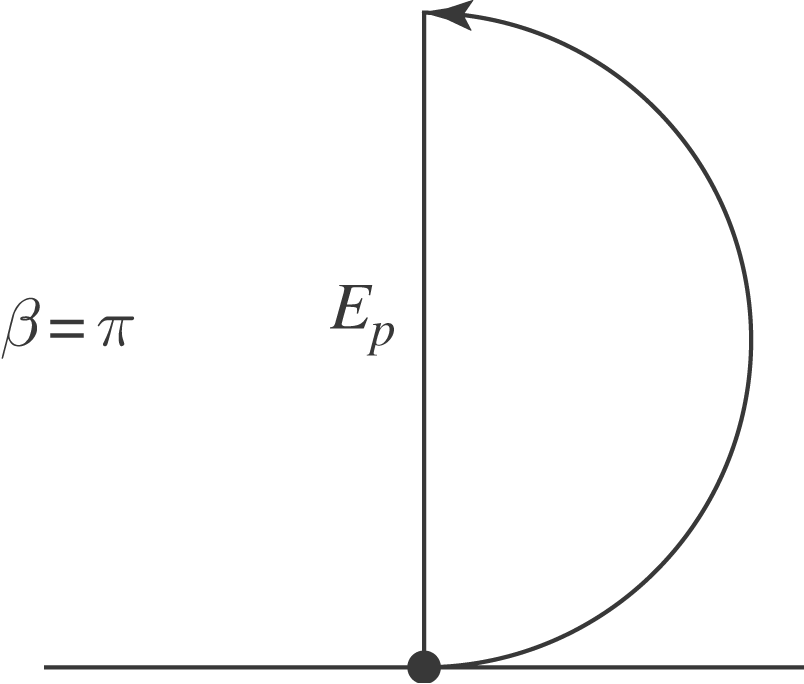 E_p
β = π